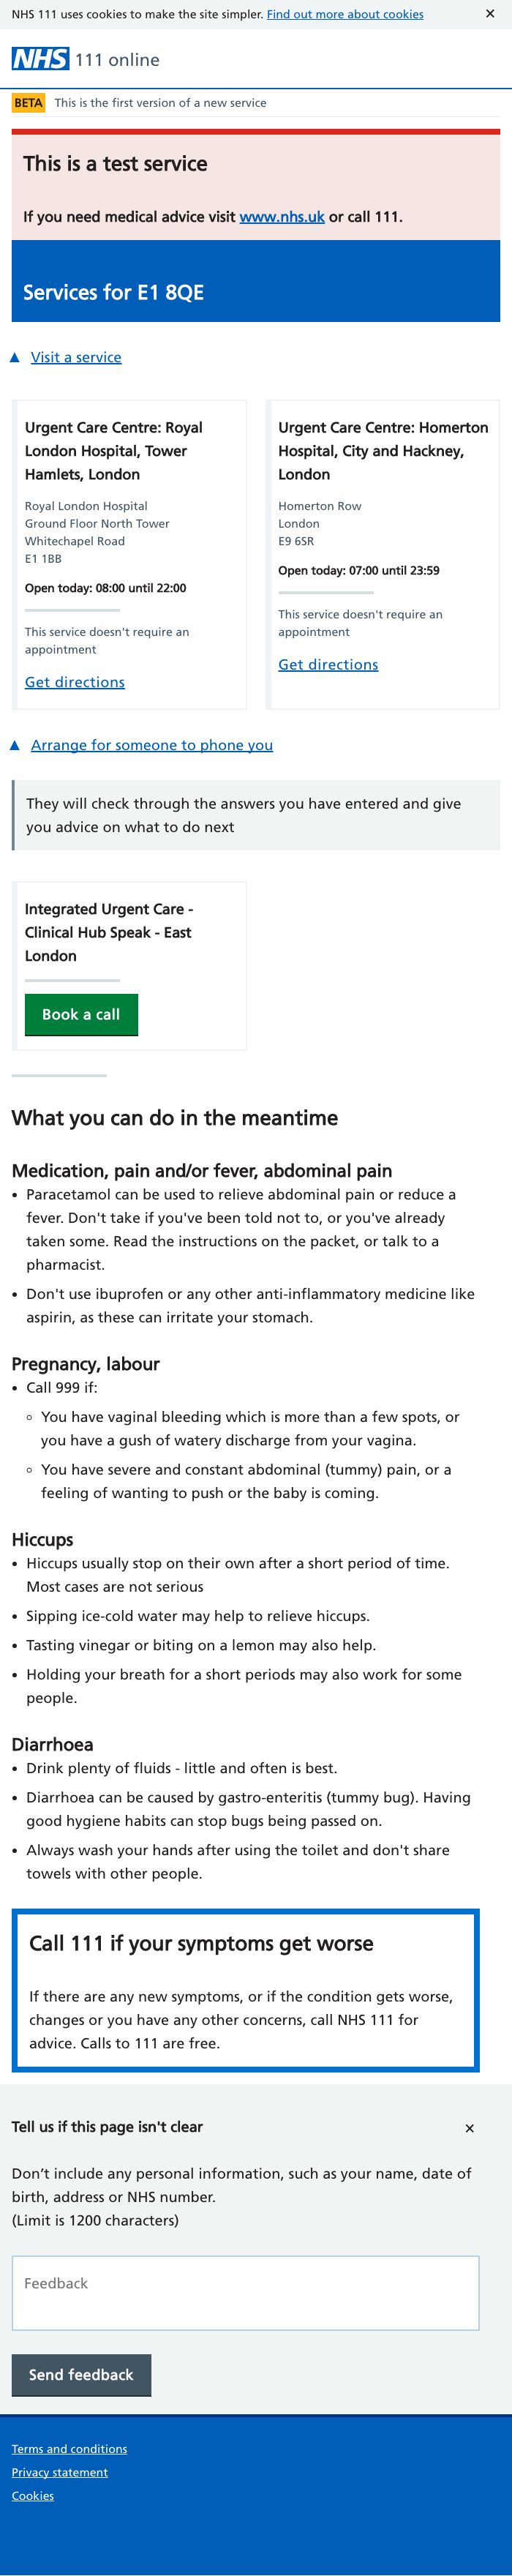 NHS 111 uses cookies to make the site simpler. Find out more about cookies ✕
NHS 111 online
BETA This is the first version of a new service
This is a test service
If you need medical advice visit www.nhs.uk or call 111.
Services for E1 8QE
▲ Visit a service
Urgent Care Centre: Royal
London Hospital, Tower
Hamlets, London
Royal London Hospital
Ground Floor North Tower
Whitechapel Road
E1 1BB
Open today: 08:00 until 22:00
This service doesn't require an
appointment
Get directions
Urgent Care Centre: Homerton
Hospital, City and Hackney,
London
Homerton Row
London
E9 6SR
Open today: 07:00 until 23:59
This service doesn't require an
appointment
Get directions
▲ Arrange for someone to phone you
They will check through the answers you have entered and give
you advice on what to do next
Integrated Urgent Care -
Clinical Hub Speak - East
London
Book a call
What you can do in the meantime
Medication, pain and/or fever, abdominal pain
• Paracetamol can be used to relieve abdominal pain or reduce a
fever. Don't take if you've been told not to, or you've already
taken some. Read the instructions on the packet, or talk to a
pharmacist.
• Don't use ibuprofen or any other anti-inflammatory medicine like
aspirin, as these can irritate your stomach.
Pregnancy, labour
• Call 999 if:
◦ You have vaginal bleeding which is more than a few spots, or
you have a gush of watery discharge from your vagina.
◦ You have severe and constant abdominal (tummy) pain, or a
feeling of wanting to push or the baby is coming.
Hiccups
• Hiccups usually stop on their own after a short period of time.
Most cases are not serious
• Sipping ice-cold water may help to relieve hiccups.
• Tasting vinegar or biting on a lemon may also help.
• Holding your breath for a short periods may also work for some
people.
Diarrhoea
• Drink plenty of fluids - little and often is best.
• Diarrhoea can be caused by gastro-enteritis (tummy bug). Having
good hygiene habits can stop bugs being passed on.
• Always wash your hands after using the toilet and don't share
towels with other people.
Call 111 if your symptoms get worse
If there are any new symptoms, or if the condition gets worse,
changes or you have any other concerns, call NHS 111 for
advice. Calls to 111 are free.
Tell us if this page isn't clear ✕
Don’t include any personal information, such as your name, date of
birth, address or NHS number.
(Limit is 1200 characters)
Feedback
Send feedback
Terms and conditions
Privacy statement
Cookies